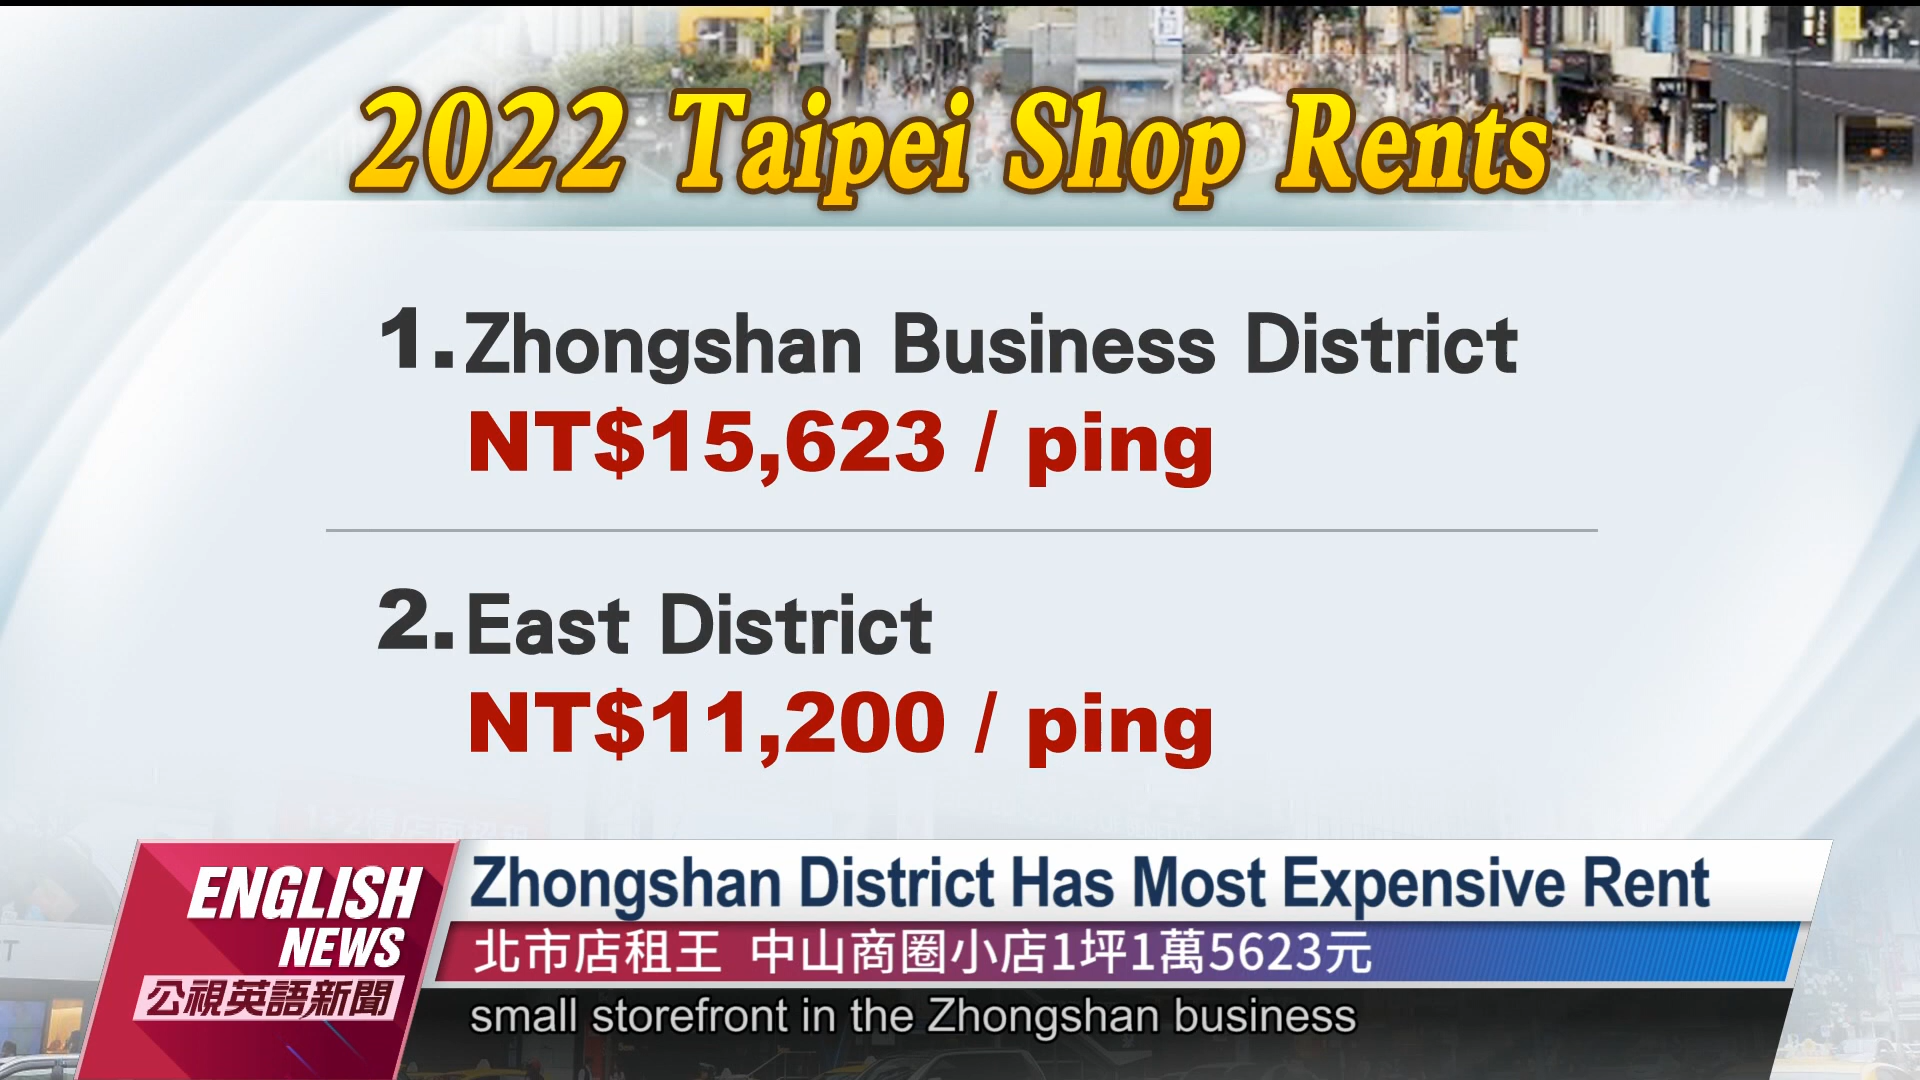 2022 Taipei Shop Rents
1. Zhongshan Business District
NT$15,623 / ping
2. East District
NT$11,200 / ping
ENGLISH
NEWS
公視英語新聞
Zhongshan District Has Most Expensive Rent
北市店租王 中山商圈小店1坪1萬5623元
small storefront in the Zhongshan business